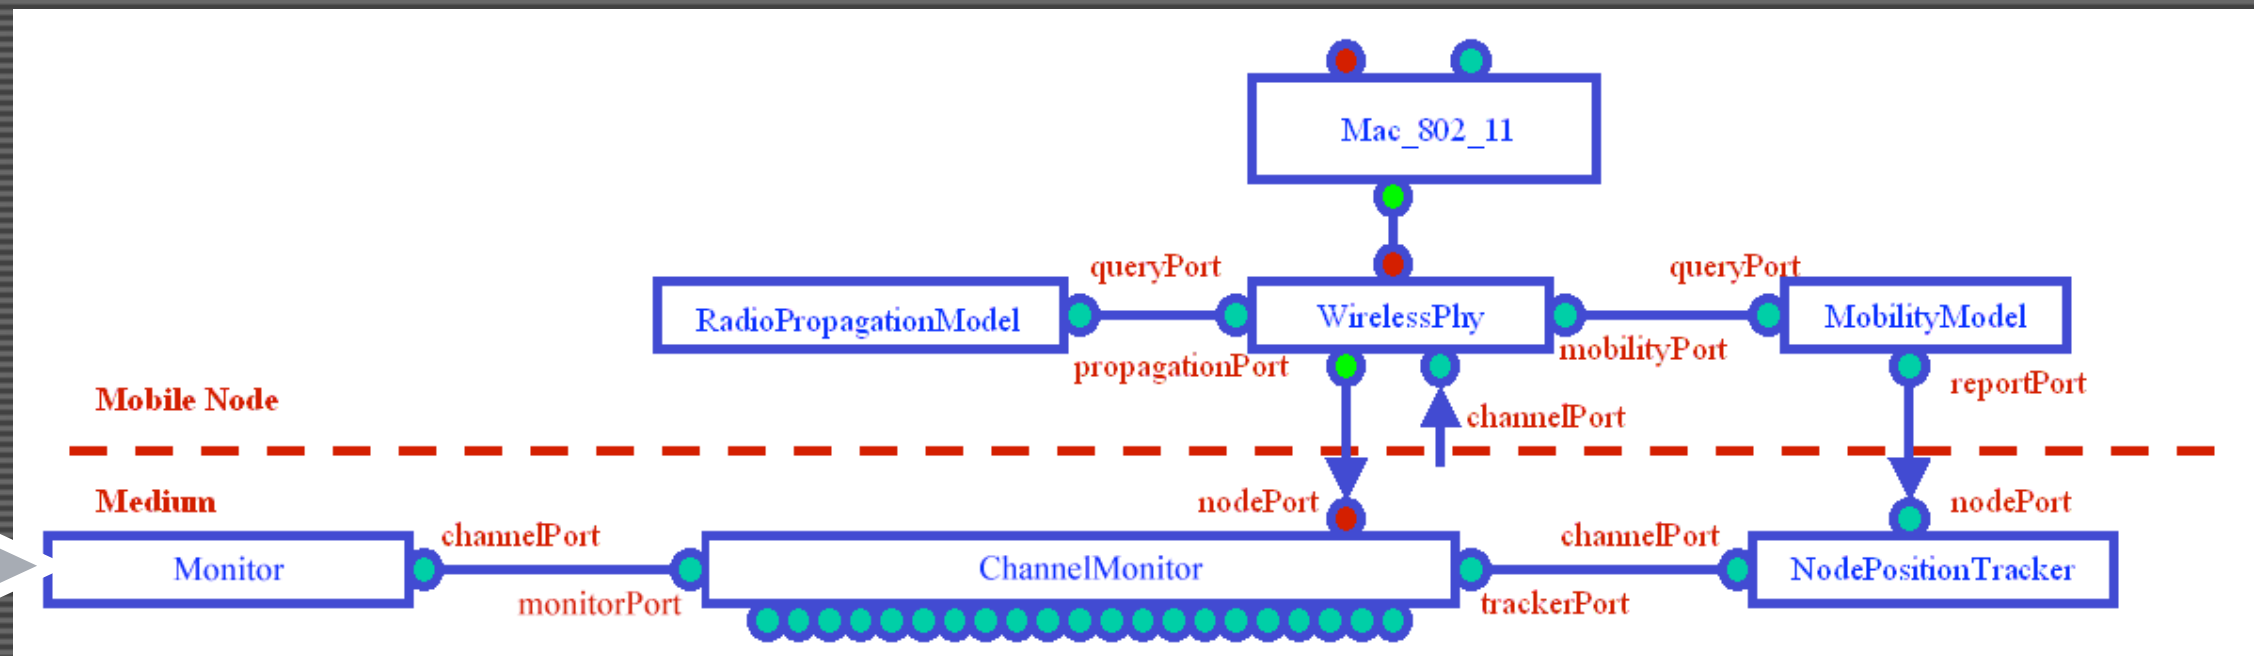 Mac_802_11
queryPort
queryPort
RadioPropagationModel
WirelessPhy
MobilityModel
propagationPort
mobilityPort
reportPort
Mobile Node
channelPort
Medium
nodePort
nodePort
channelPort
channelPort
Monitor
ChannelMonitor
NodePositionTracker
monitorPort
trackerPort